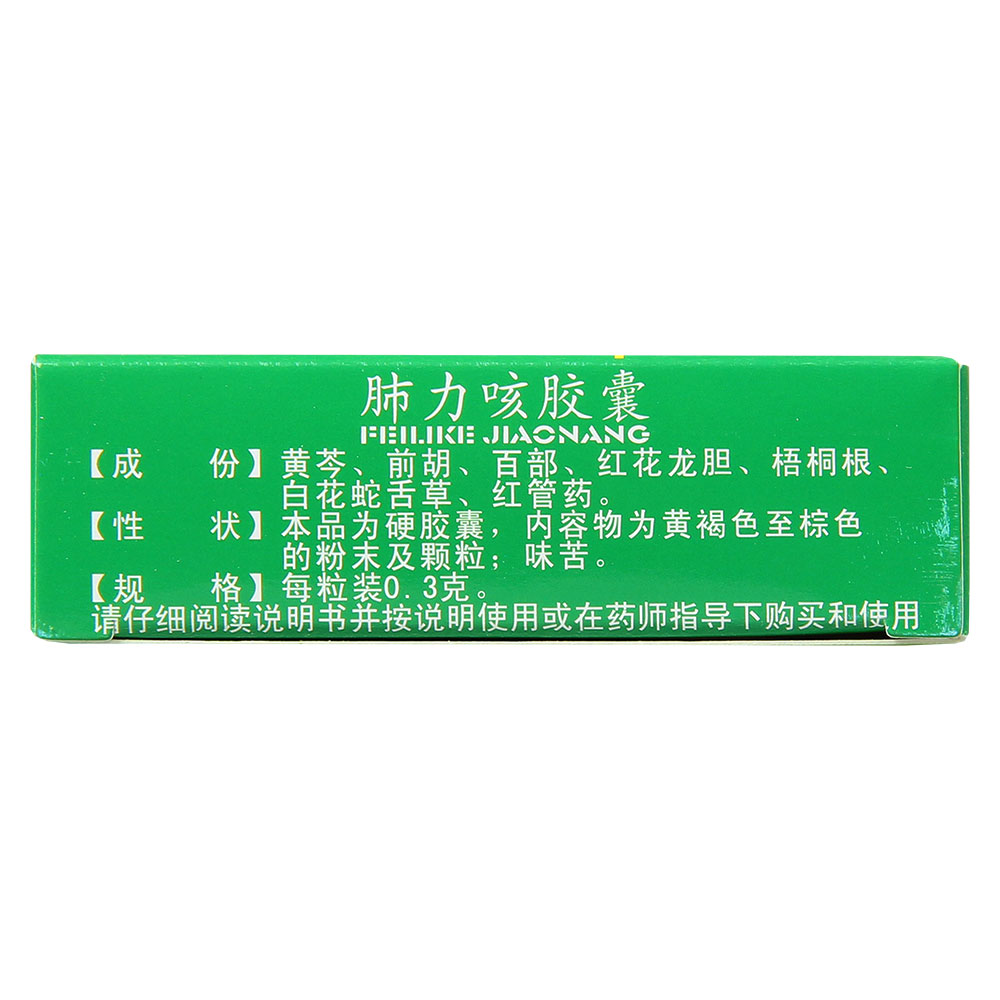 肺力咳胶囊
FEILIKE JIAONANG
【成　份】黄芩、前胡、百部、红花龙胆、梧桐根、
白花蛇舌草、红管药。
【性　状】本品为硬胶囊，内容物为黄褐色至棕色
的粉末及颗粒；味苦。
【规　格】每粒装0.3克。
请仔细阅读说明书并按说明使用或在药师指导下购买和使用